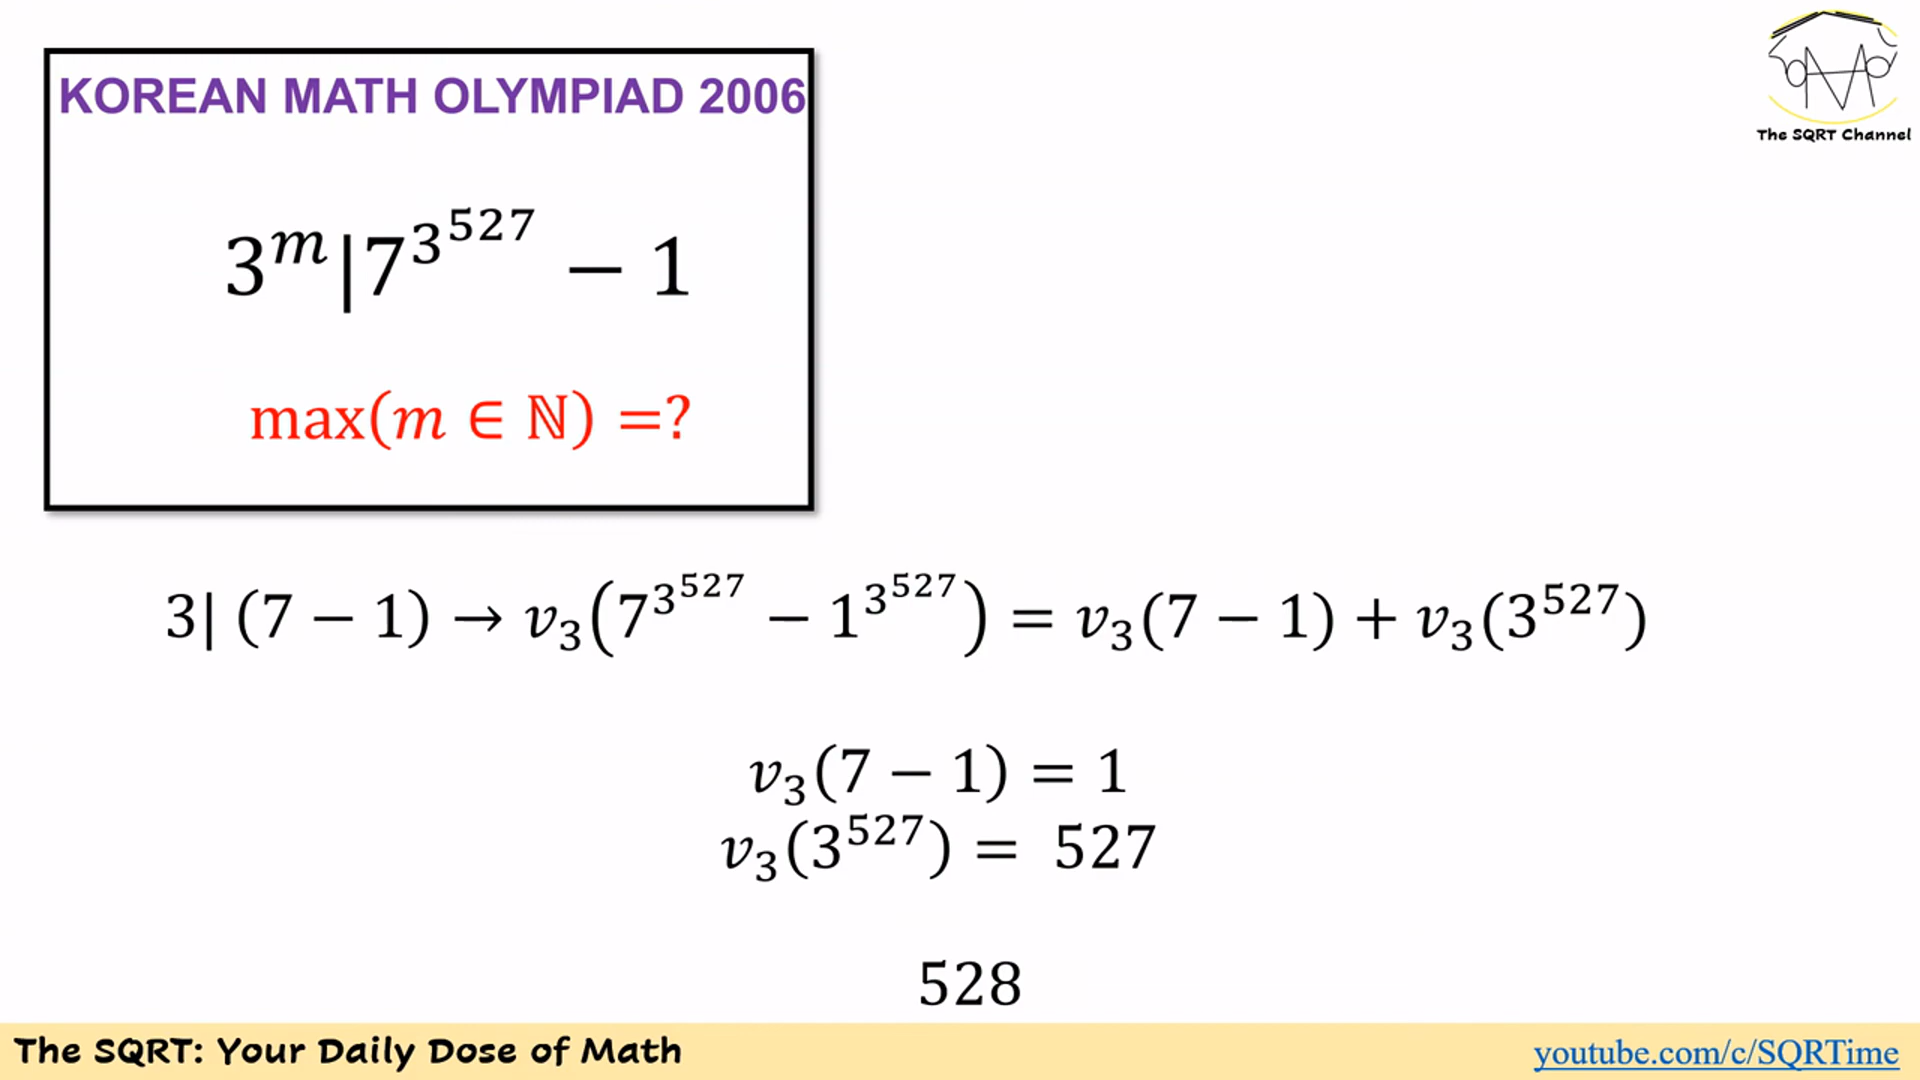 KOREAN MATH OLYMPIAD 2006
The SQRT Channel
3^m|7^{3^{527}} − 1
max(m ∈ ℕ) =?
3| (7 − 1) → v₃(7^{3^{527}} − 1^{3^{527}}) = v₃(7 − 1) + v₃(3^{527})
v₃(7 − 1) = 1
v₃(3^{527}) = 527
528
The SQRT: Your Daily Dose of Math
youtube.com/c/SQRTime